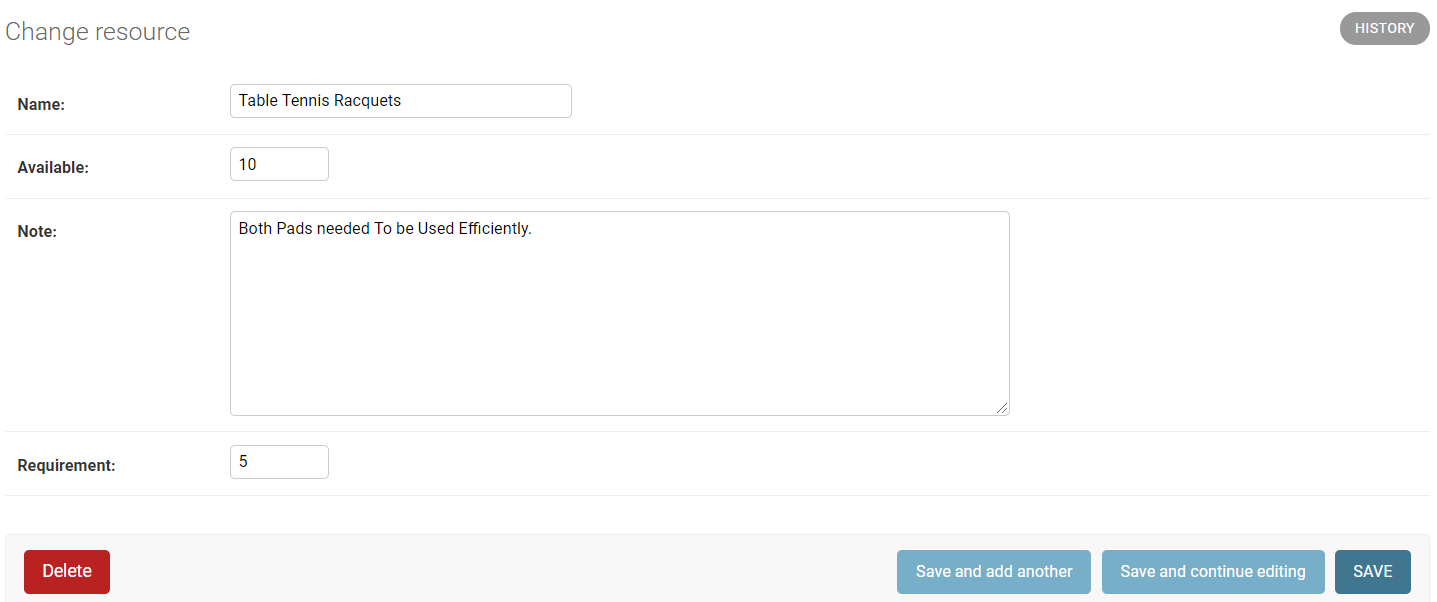 Change resource
HISTORY
Name:
Table Tennis Racquets
Available:
10
Note:
Both Pads needed To be Used Efficiently.
Requirement:
5
Delete
Save and add another
Save and continue editing
SAVE